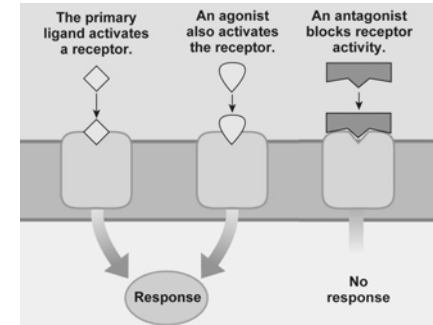 The primary
ligand activates
a receptor.
An agonist
also activates
the receptor.
An antagonist
blocks receptor
activity.
Response
No
response